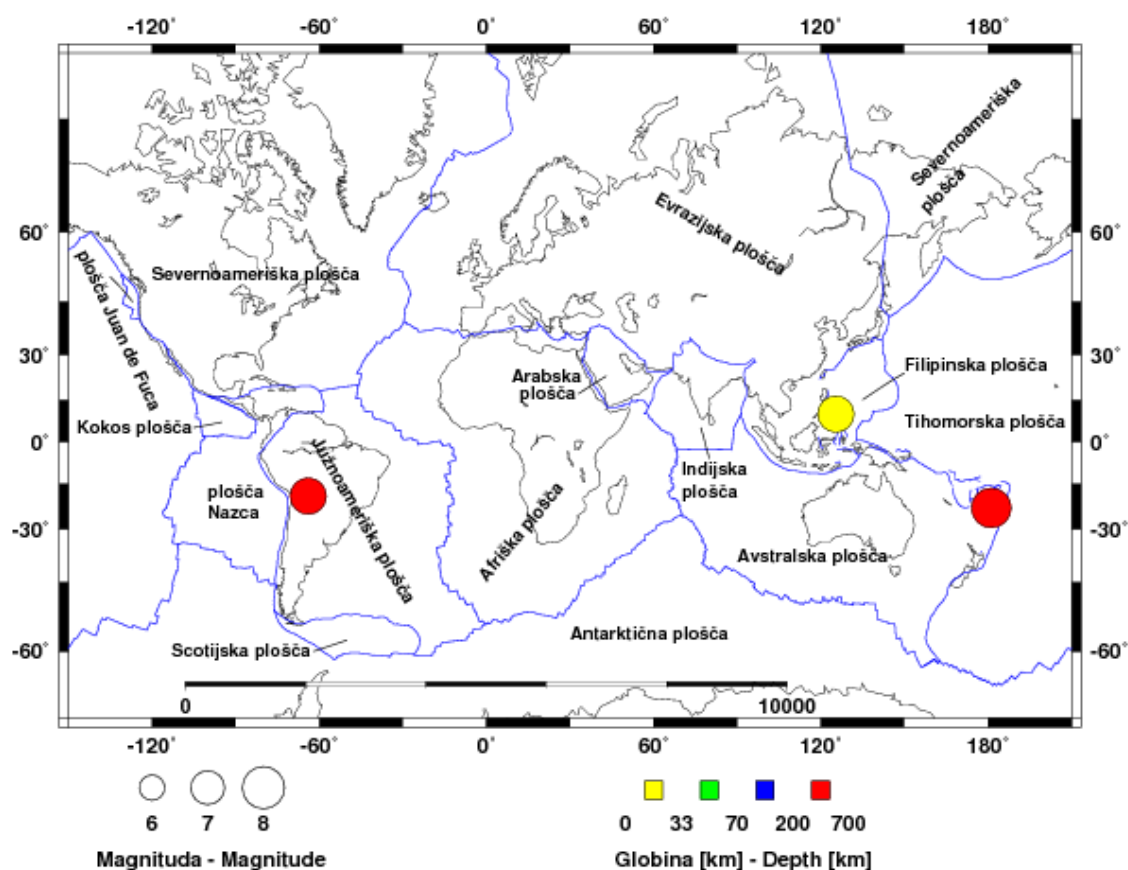 -120° -60° 0° 60° 120° 180°
60° 60°
30° 30°
0° 0°
-30° -30°
-60° -60°
Severnoameriška
plošča
Evrazijska plošča
Severnoameriška plošča
plošča Juan de Fuca
Filipinska plošča
Arabska
plošča
Kokos plošča
Tihomorska plošča
Južnoameriška plošča
Indijska
plošča
plošča
Nazca
Afriška plošča
Avstralska plošča
Antarktična plošča
Scotijska plošča
0 10000
-120° -60° 0° 60° 120° 180°
6 7 8
Magnituda - Magnitude
0 33 70 200 700
Globina [km] - Depth [km]